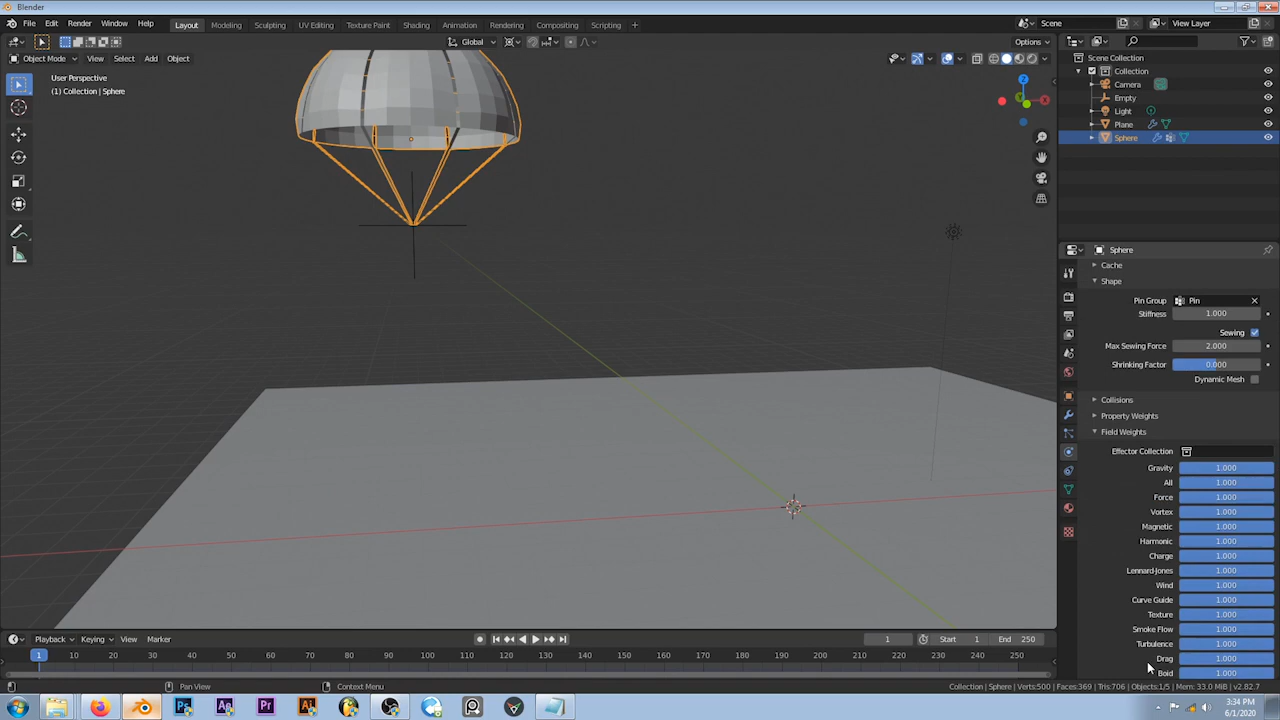 Blender
File Edit Render Window Help Layout Modeling Sculpting UV Editing Texture Paint Shading Animation Rendering Compositing Scripting + Scene View Layer
Global Options
Object Mode View Select Add Object
User Perspective
(1) Collection | Sphere
Scene Collection
Collection
Camera
Empty
Light
Plane
Sphere
Sphere
Cache
Shape
Pin Group Pin
Stiffness 1.000
Sewing
Max Sewing Force 2.000
Shrinking Factor 0.000
Dynamic Mesh
Collisions
Property Weights
Field Weights
Effector Collection
Gravity 1.000
All 1.000
Force 1.000
Vortex 1.000
Magnetic 1.000
Harmonic 1.000
Charge 1.000
Lennard-Jones 1.000
Wind 1.000
Curve Guide 1.000
Texture 1.000
Smoke Flow 1.000
Turbulence 1.000
Drag 1.000
Boid 1.000
Playback Keying View Marker 1 Start 1 End 250
1 10 20 30 40 50 60 70 80 90 100 110 120 130 140 150 160 170 180 190 200 210 220 230 240 250
Pan View Context Menu Collection | Sphere | Verts:500 | Faces:369 | Tris:706 | Objects:1/5 | Mem: 33.0 MiB | v2.82.7
Ps Ae Pr Ai
3:34 PM
6/1/2020